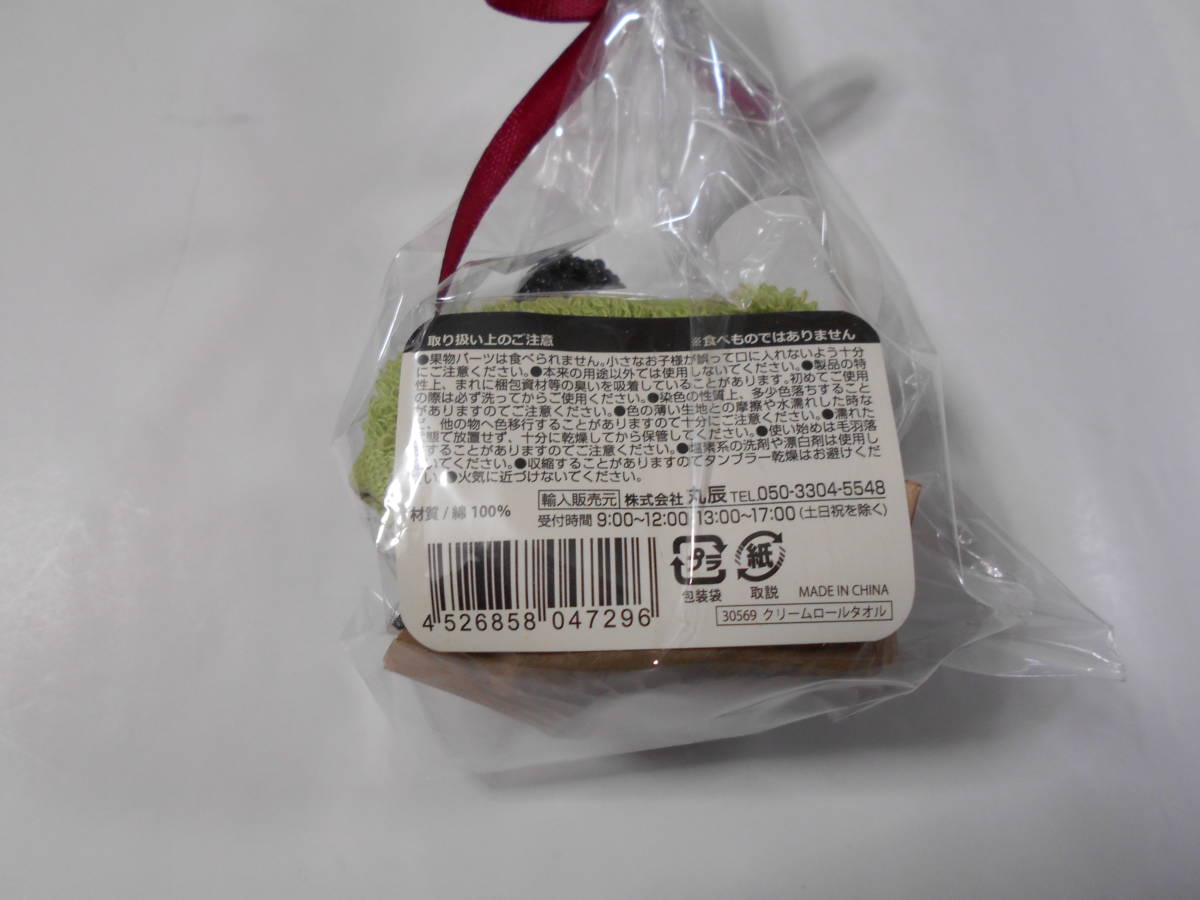 取り扱い上のご注意 ※食べものではありません
●果物パーツは食べられません。小さなお子様が誤って口に入れないよう十分
にご注意ください。●本来の用途以外では使用しないでください。●製品の特
性上、まれに梱包資材等の臭いを吸着していることがあります。初めてご使用
の際は必ず洗ってからご使用ください。●染色の性質上、多少色落ちすること
がありますのでご注意ください。●色の薄い生地との摩擦や水濡れした時な
ど、他の物へ色移行することがありますので十分にご注意ください。●濡れた
態で放置せず、十分に乾燥してから保管してください。●使い始めは毛羽落
することがありますのでご注意ください。●塩素系の洗剤や漂白剤は使用し
いでください。●収縮することがありますのでタンブラー乾燥はお避けくだ
い。●火気に近づけないでください。
輸入販売元 株式会社 丸辰 TEL.050-3304-5548
材質/綿 100% 受付時間 9:00~12:00 13:00~17:00(土日祝を除く)
プラ 紙
包装袋 取説 MADE IN CHINA
4 526858 047296 30569 クリームロールタオル